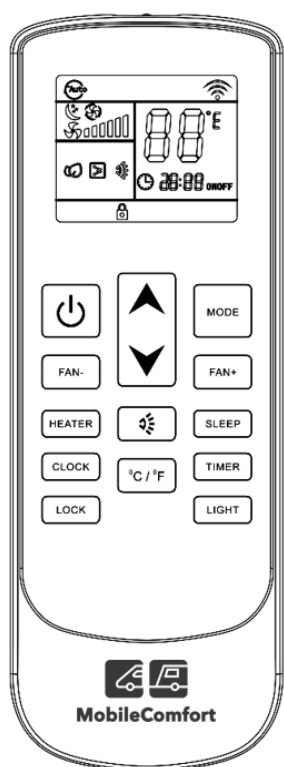 Auto
88°E
88:88 ONOFF
MODE
FAN-
FAN+
HEATER
SLEEP
CLOCK
°C / °F
TIMER
LOCK
LIGHT
MobileComfort